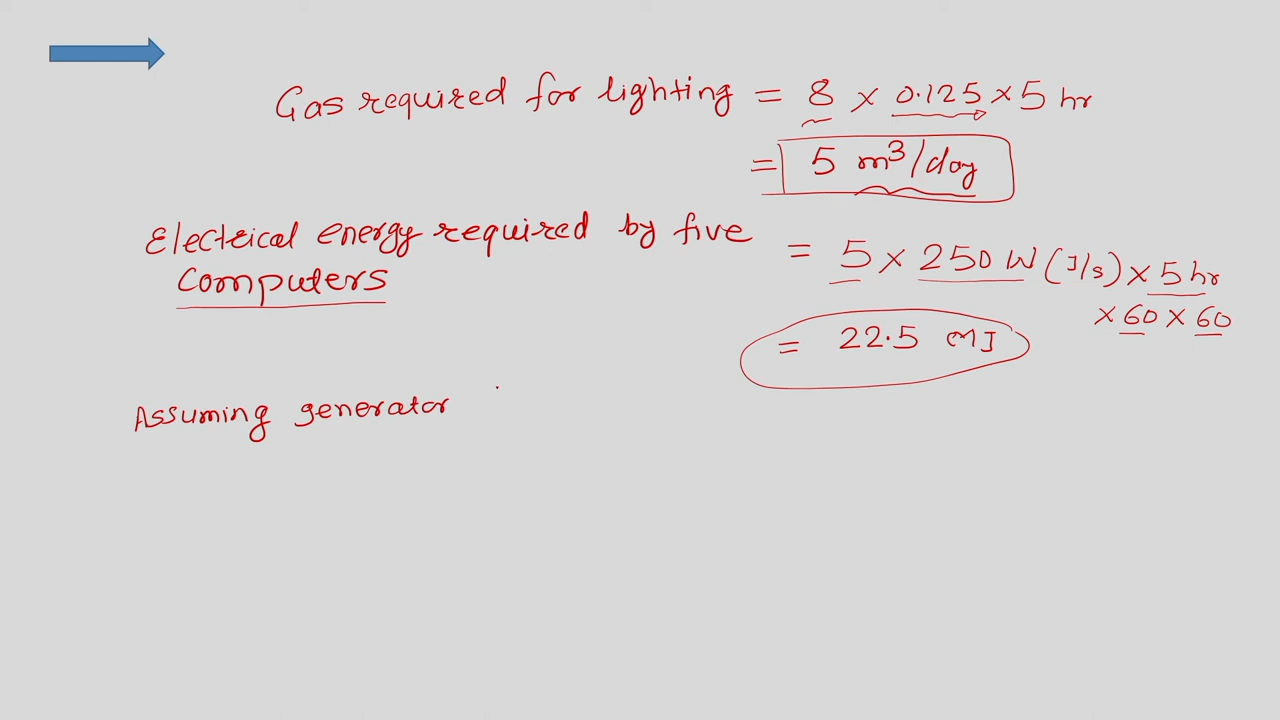 Gas required for lighting = 8 × 0.125 × 5 hr
= 5 m³/day
Electrical energy required by five
Computers
= 5 × 250 W (J/s) × 5 hr
× 60 × 60
= 22.5 MJ
Assuming generator